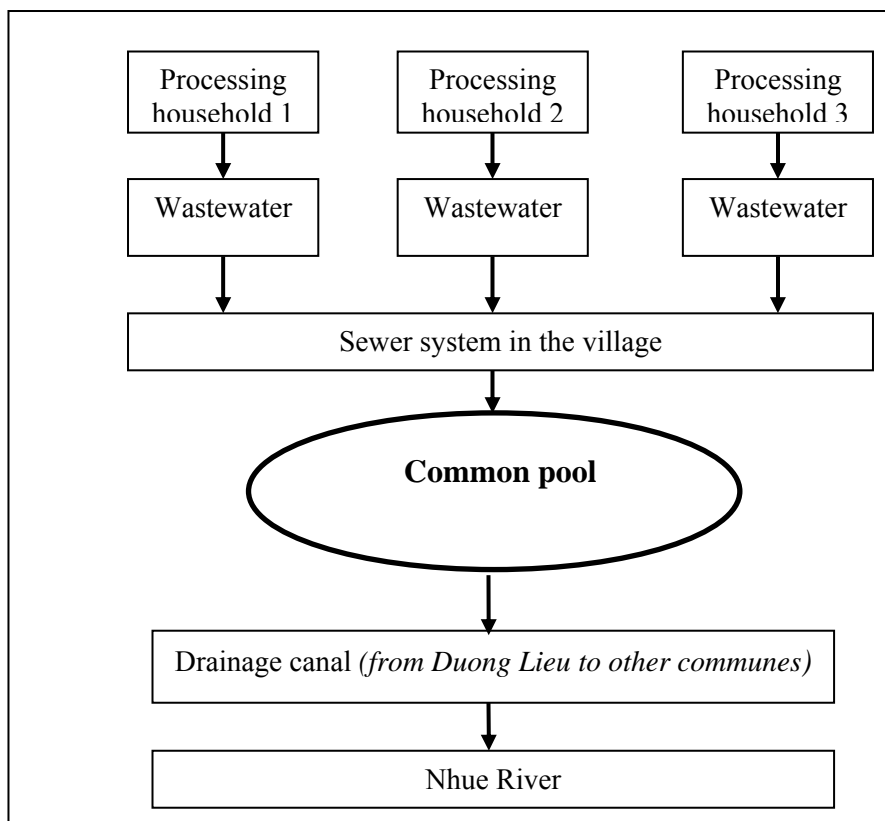 Processing
household 1
Processing
household 2
Processing
household 3
Wastewater
Wastewater
Wastewater
Sewer system in the village
Common pool
Drainage canal (from Duong Lieu to other communes)
Nhue River